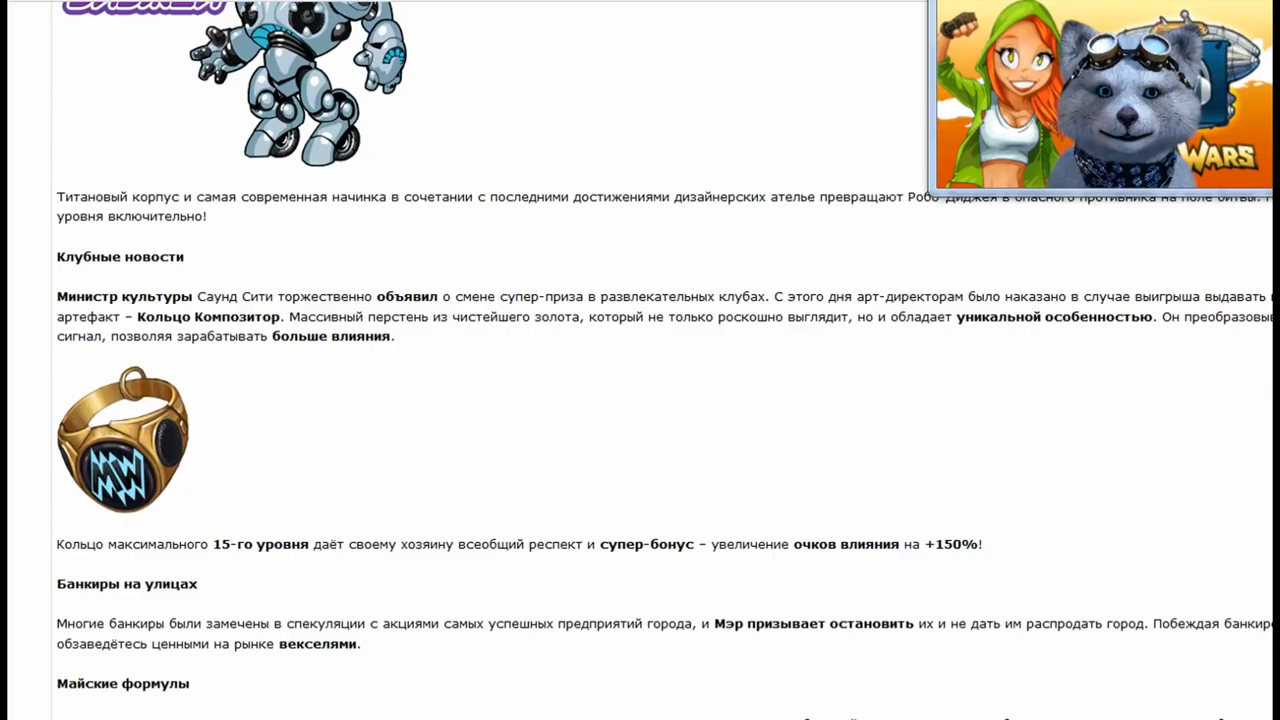 Титановый корпус и самая современная начинка в сочетании с последними достижениями дизайнерских ателье превращают Робо-Диджея в опасного противника на поле битвы.
уровня включительно!
Клубные новости
Министр культуры Саунд Сити торжественно объявил о смене супер-приза в развлекательных клубах. С этого дня арт-директорам было наказано в случае выигрыша выдавать
артефакт – Кольцо Композитор. Массивный перстень из чистейшего золота, который не только роскошно выглядит, но и обладает уникальной особенностью. Он
сигнал, позволяя зарабатывать больше влияния.
MW
Кольцо максимального 15-го уровня даёт своему хозяину всеобщий респект и супер-бонус – увеличение очков влияния на +150%!
Банкиры на улицах
Многие банкиры были замечены в спекуляции с акциями самых успешных предприятий города, и Мэр призывает остановить их и не дать им распродать город. Побеждая
обзаведётесь ценными на рынке векселями.
Майские формулы
WARS